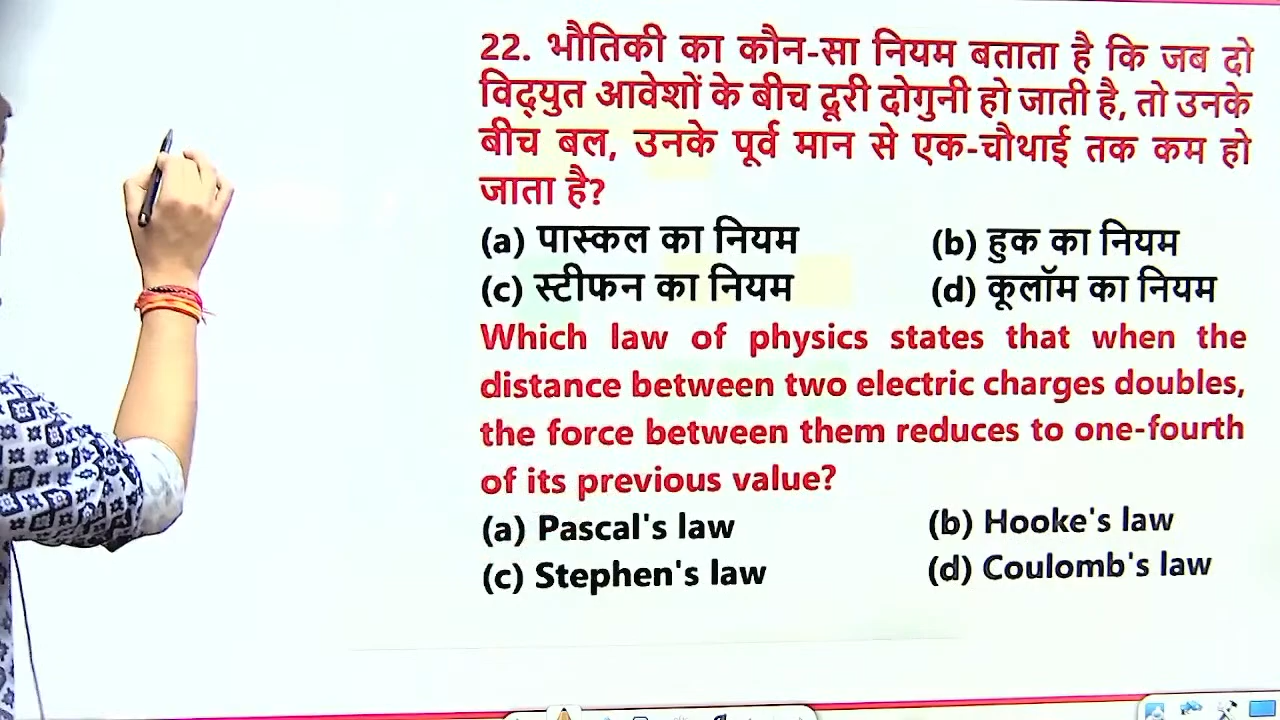 22. भौतिकी का कौन-सा नियम बताता है कि जब दो
विद्युत आवेशों के बीच दूरी दोगुनी हो जाती है, तो उनके
बीच बल, उनके पूर्व मान से एक-चौथाई तक कम हो
जाता है?
(a) पास्कल का नियम (b) हुक का नियम
(c) स्टीफन का नियम (d) कूलॉम का नियम
Which law of physics states that when the
distance between two electric charges doubles,
the force between them reduces to one-fourth
of its previous value?
(a) Pascal's law (b) Hooke's law
(c) Stephen's law (d) Coulomb's law